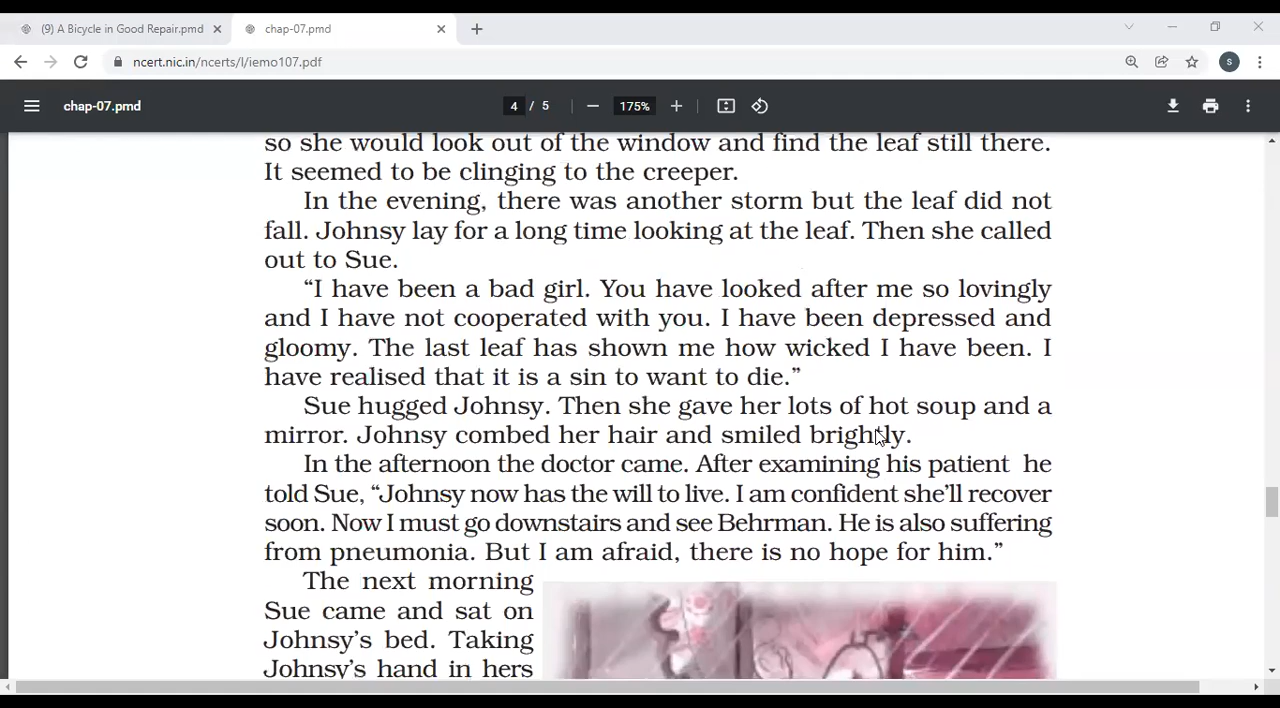 (9) A Bicycle in Good Repair.pmd
chap-07.pmd
ncert.nic.in/ncerts/l/iemo107.pdf
S
chap-07.pmd
4 / 5
175%
so she would look out of the window and find the leaf still there.
It seemed to be clinging to the creeper.
In the evening, there was another storm but the leaf did not
fall. Johnsy lay for a long time looking at the leaf. Then she called
out to Sue.
“I have been a bad girl. You have looked after me so lovingly
and I have not cooperated with you. I have been depressed and
gloomy. The last leaf has shown me how wicked I have been. I
have realised that it is a sin to want to die.”
Sue hugged Johnsy. Then she gave her lots of hot soup and a
mirror. Johnsy combed her hair and smiled brightly.
In the afternoon the doctor came. After examining his patient he
told Sue, “Johnsy now has the will to live. I am confident she’ll recover
soon. Now I must go downstairs and see Behrman. He is also suffering
from pneumonia. But I am afraid, there is no hope for him.”
The next morning
Sue came and sat on
Johnsy’s bed. Taking
Johnsy’s hand in hers